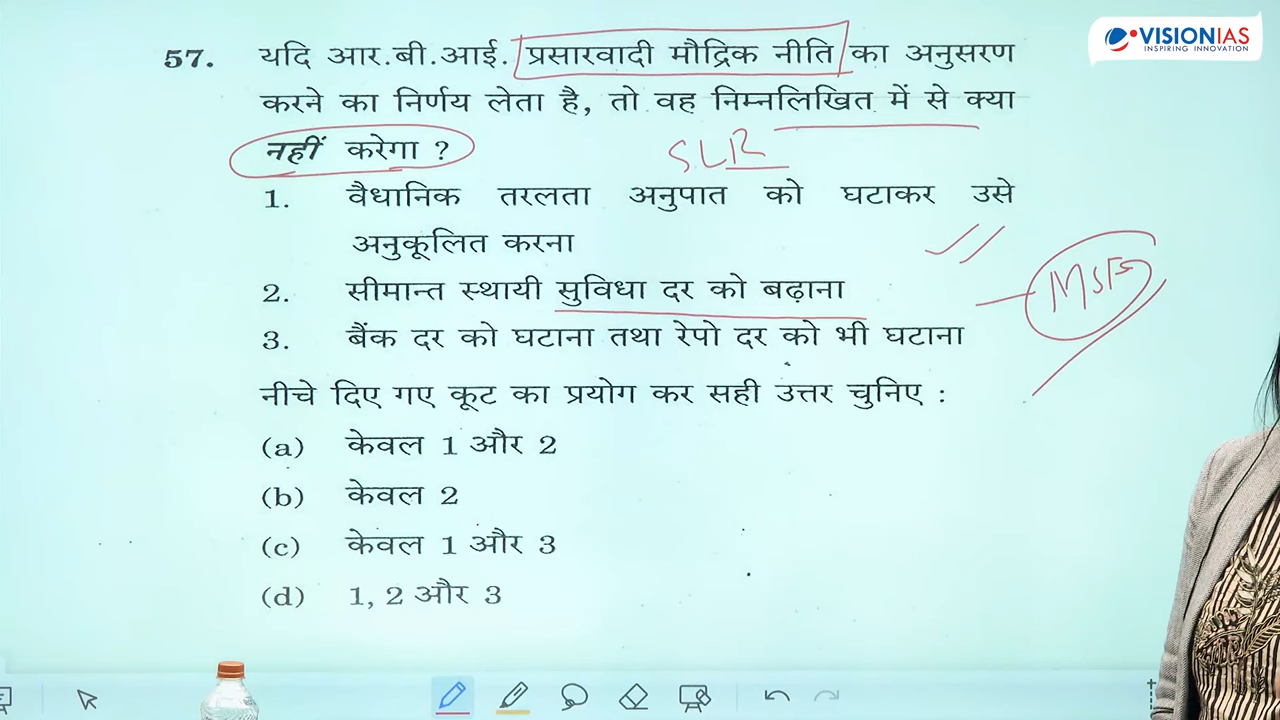 VISIONIAS
INSPIRING INNOVATION
57. यदि आर.बी.आई. प्रसारवादी मौद्रिक नीति का अनुसरण
करने का निर्णय लेता है, तो वह निम्नलिखित में से क्या
नहीं करेगा ?
SLR
1. वैधानिक तरलता अनुपात को घटाकर उसे
अनुकूलित करना
2. सीमान्त स्थायी सुविधा दर को बढ़ाना
MSF
3. बैंक दर को घटाना तथा रेपो दर को भी घटाना
नीचे दिए गए कूट का प्रयोग कर सही उत्तर चुनिए :
(a) केवल 1 और 2
(b) केवल 2
(c) केवल 1 और 3
(d) 1, 2 और 3